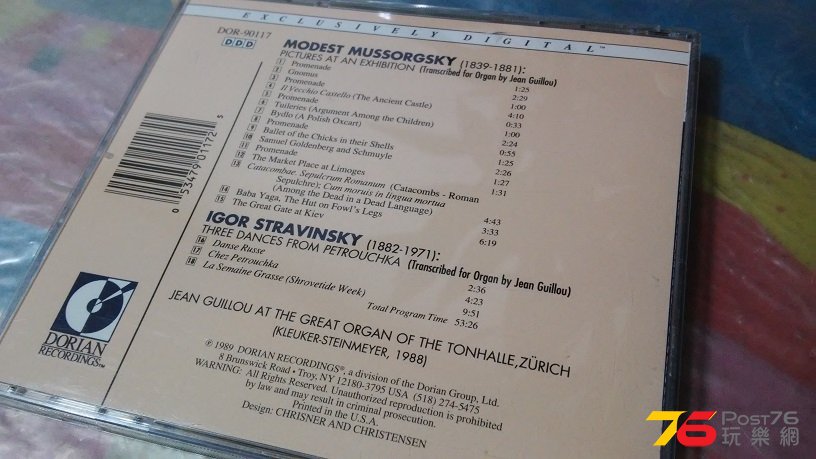 EXCLUSIVELY DIGITAL™
DOR-90117
DDD
MODEST MUSSORGSKY (1839-1881):
PICTURES AT AN EXHIBITION (Transcribed for Organ by Jean Guillou)
1 Promenade 1:25
2 Gnomus 2:29
3 Promenade 1:00
4 Il Vecchio Castello (The Ancient Castle) 4:10
5 Promenade 0:33
6 Tuileries (Argument Among the Children) 1:00
7 Bydlo (A Polish Oxcart) 2:24
8 Promenade 0:55
9 Ballet of the Chicks in their Shells 1:25
10 Samuel Goldenberg and Schmuyle 2:26
11 Promenade 1:27
12 The Market Place at Limoges 1:31
13 Catacombae, Sepulcrum Romanum (Catacombs - Roman
Sepulchre); Cum moruis in lingua mortua
(Among the Dead in a Dead Language) 4:43
14 Baba Yaga, The Hut on Fowl's Legs 3:33
15 The Great Gate at Kiev 6:19
IGOR STRAVINSKY (1882-1971):
THREE DANCES FROM PETROUCHKA (Transcribed for Organ by Jean Guillou)
16 Danse Russe 2:36
17 Chez Petrouchka 4:23
18 La Semaine Grasse (Shrovetide Week) 9:51
Total Program Time 53:26
JEAN GUILLOU AT THE GREAT ORGAN OF THE TONHALLE, ZÜRICH
(KLEUKER-STEINMEYER, 1988)
℗ 1989 DORIAN RECORDINGS®, a division of the Dorian Group, Ltd.
8 Brunswick Road • Troy, NY 12180-3795 USA (518) 274-5475
WARNING: All Rights Reserved. Unauthorized reproduction is prohibited
by law and may result in criminal prosecution.
Printed in the U.S.A.
Design: CHRISNER AND CHRISTENSEN
0 53479 01172 5
DORIAN
RECORDINGS™
76 Post76
玩樂網